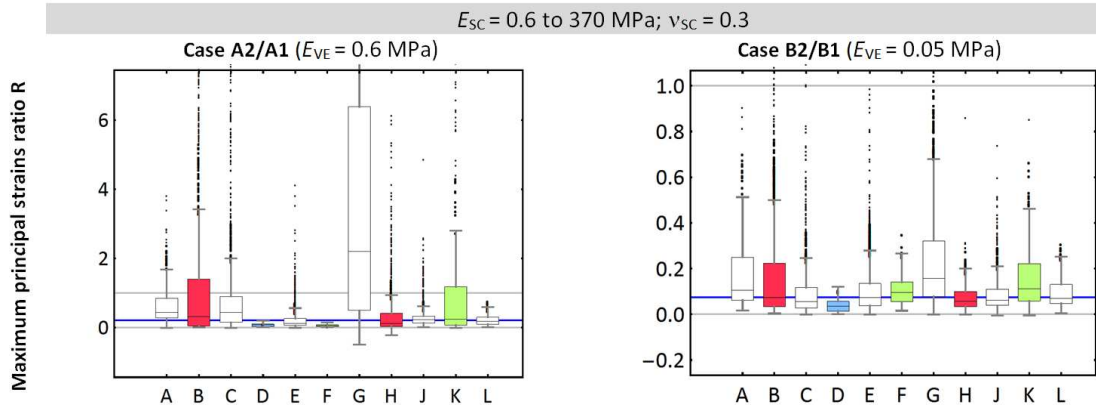 E_SC = 0.6 to 370 MPa; ν_SC = 0.3
Case A2/A1 (E_VE = 0.6 MPa)
Case B2/B1 (E_VE = 0.05 MPa)
Maximum principal strains ratio R
6
4
2
0
A B C D E F G H J K L
1.0
0.8
0.6
0.4
0.2
0.0
−0.2
A B C D E F G H J K L